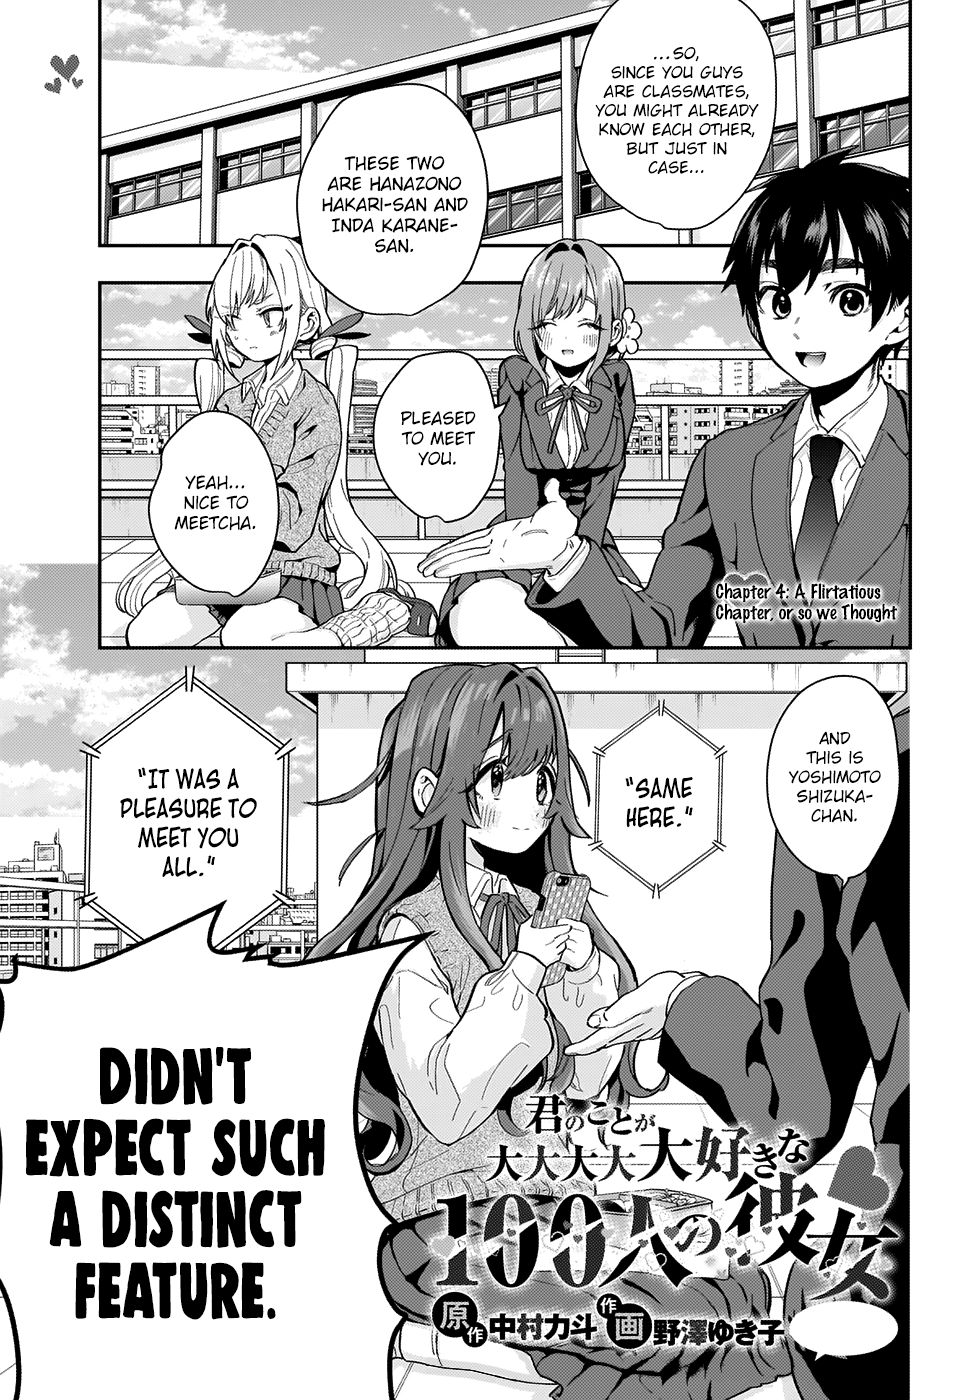 ...SO,
SINCE YOU GUYS
ARE CLASSMATES,
YOU MIGHT ALREADY
KNOW EACH OTHER,
BUT JUST IN
CASE...
THESE TWO
ARE HANAZONO
HAKARI-SAN AND
INDA KARANE-
SAN.
PLEASED
TO MEET
YOU.
YEAH...
NICE TO
MEETCHA.
Chapter 4: A Flirtatious
Chapter, or so we Thought
AND
THIS IS
YOSHIMOTO
SHIZUKA-
CHAN.
"SAME
HERE."
"IT WAS A
PLEASURE TO
MEET YOU
ALL."
DIDN'T
EXPECT SUCH
A DISTINCT
FEATURE.
君のことが
大大大大大好きな
100人の彼女
原作 中村力斗 作画 野澤ゆき子